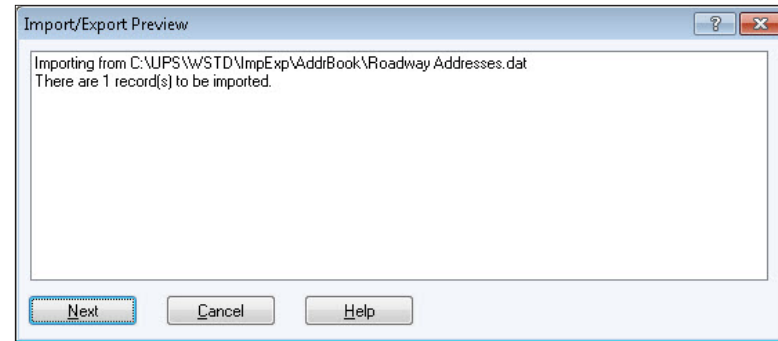 Import/Export Preview
Importing from C:\UPS\WSTD\ImpExp\AddrBook\Roadway Addresses.dat
There are 1 record(s) to be imported.
Next
Cancel
Help